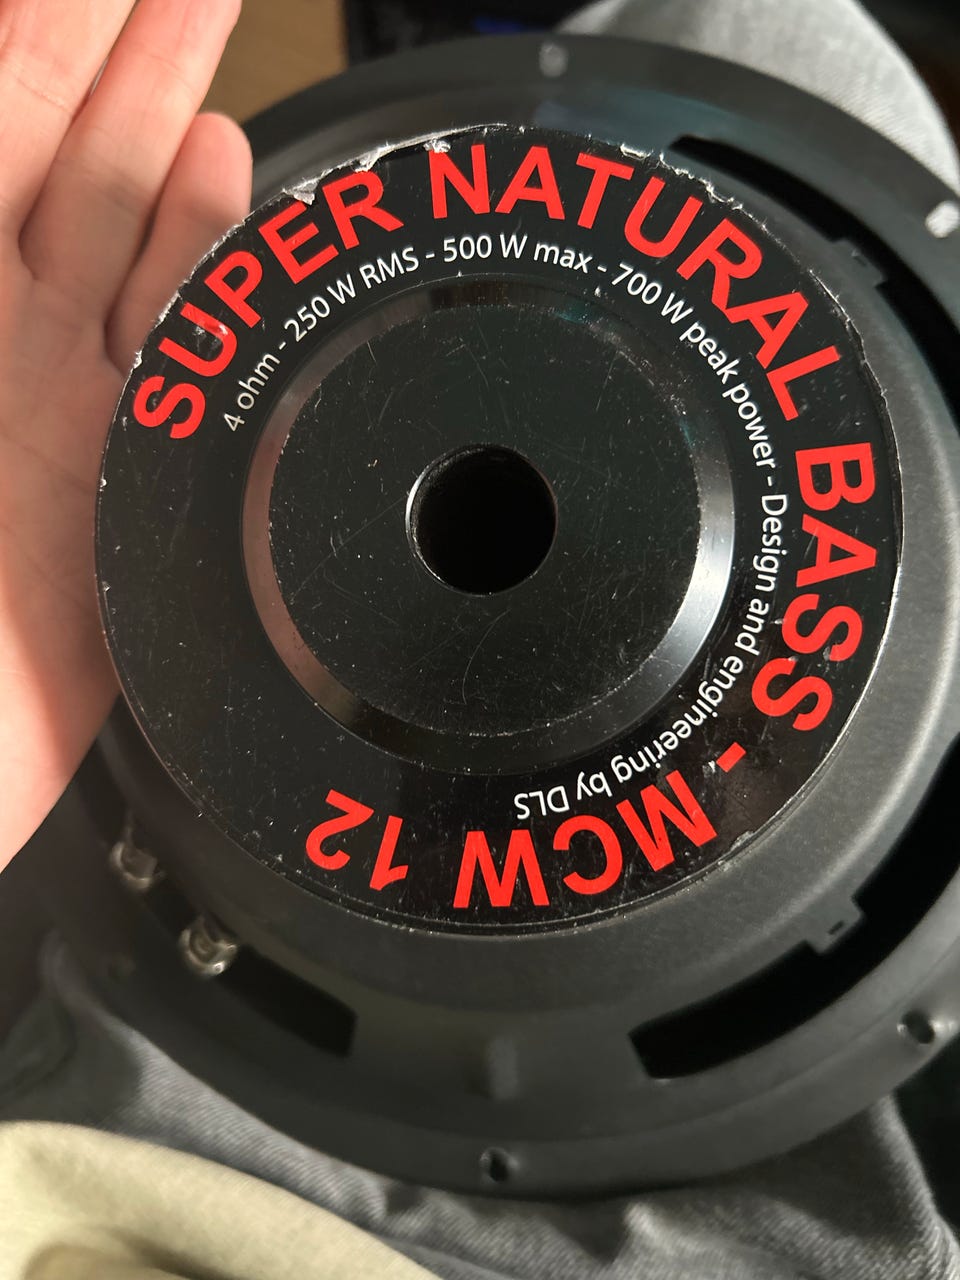 SUPER NATURAL BASS - MCW 12
4 ohm - 250 W RMS - 500 W max - 700 W peak power - Design and engineering by DLS